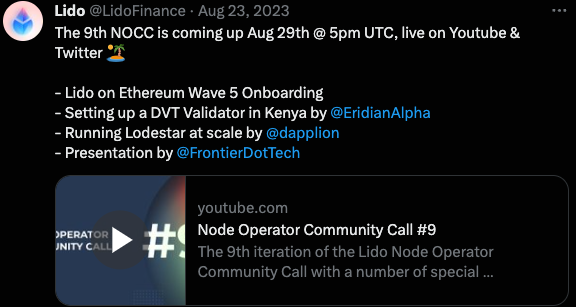 Lido @LidoFinance · Aug 23, 2023
The 9th NOCC is coming up Aug 29th @ 5pm UTC, live on Youtube &
Twitter 🏝️
- Lido on Ethereum Wave 5 Onboarding
- Setting up a DVT Validator in Kenya by @EridianAlpha
- Running Lodestar at scale by @dapplion
- Presentation by @FrontierDotTech
OPERATOR
UNITY CALL
#9
youtube.com
Node Operator Community Call #9
The 9th iteration of the Lido Node Operator
Community Call with a number of special ...